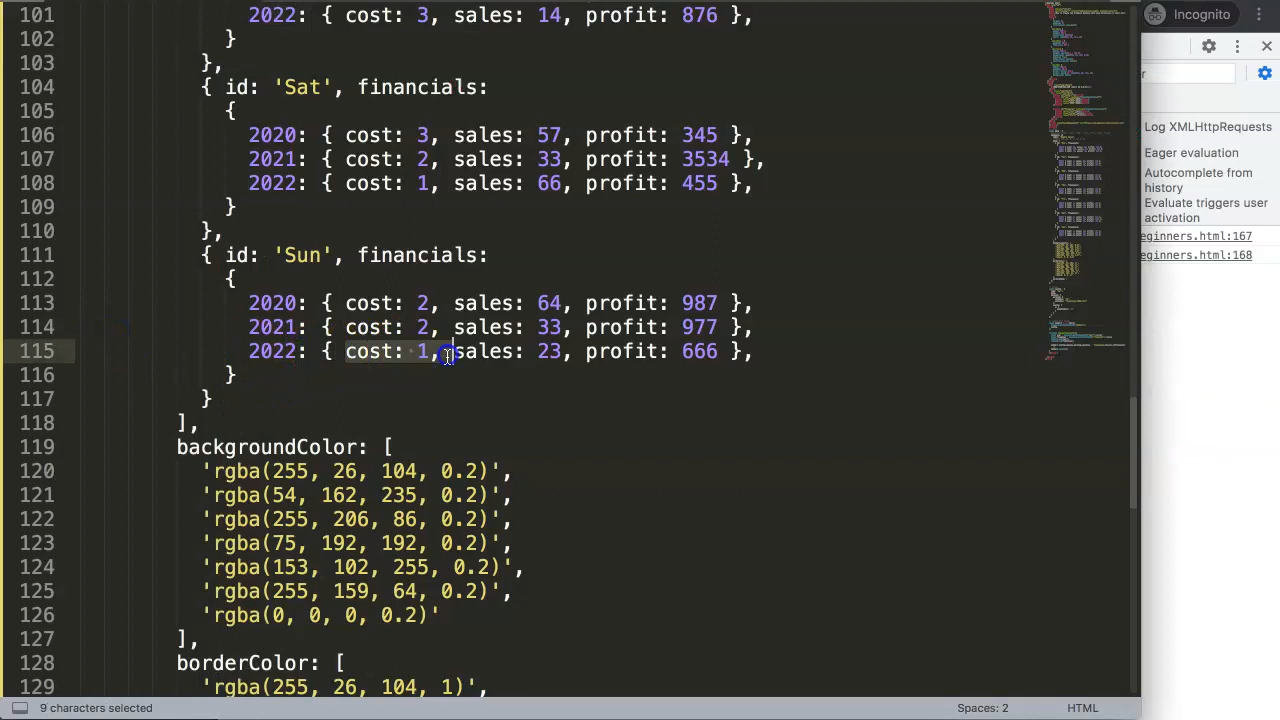 101 2022: { cost: 3, sales: 14, profit: 876 },
102 }
103 },
104 { id: 'Sat', financials:
105 {
106 2020: { cost: 3, sales: 57, profit: 345 },
107 2021: { cost: 2, sales: 33, profit: 3534 },
108 2022: { cost: 1, sales: 66, profit: 455 },
109 }
110 },
111 { id: 'Sun', financials:
112 {
113 2020: { cost: 2, sales: 64, profit: 987 },
114 2021: { cost: 2, sales: 33, profit: 977 },
115 2022: { cost: 1, sales: 23, profit: 666 },
116 }
117 }
118 ],
119 backgroundColor: [
120 'rgba(255, 26, 104, 0.2)',
121 'rgba(54, 162, 235, 0.2)',
122 'rgba(255, 206, 86, 0.2)',
123 'rgba(75, 192, 192, 0.2)',
124 'rgba(153, 102, 255, 0.2)',
125 'rgba(255, 159, 64, 0.2)',
126 'rgba(0, 0, 0, 0.2)'
127 ],
128 borderColor: [
129 'rgba(255, 26, 104, 1)',
9 characters selected
Spaces: 2
HTML
Incognito
r
Log XMLHttpRequests
Eager evaluation
Autocomplete from
history
Evaluate triggers user
activation
eginners.html:167
eginners.html:168